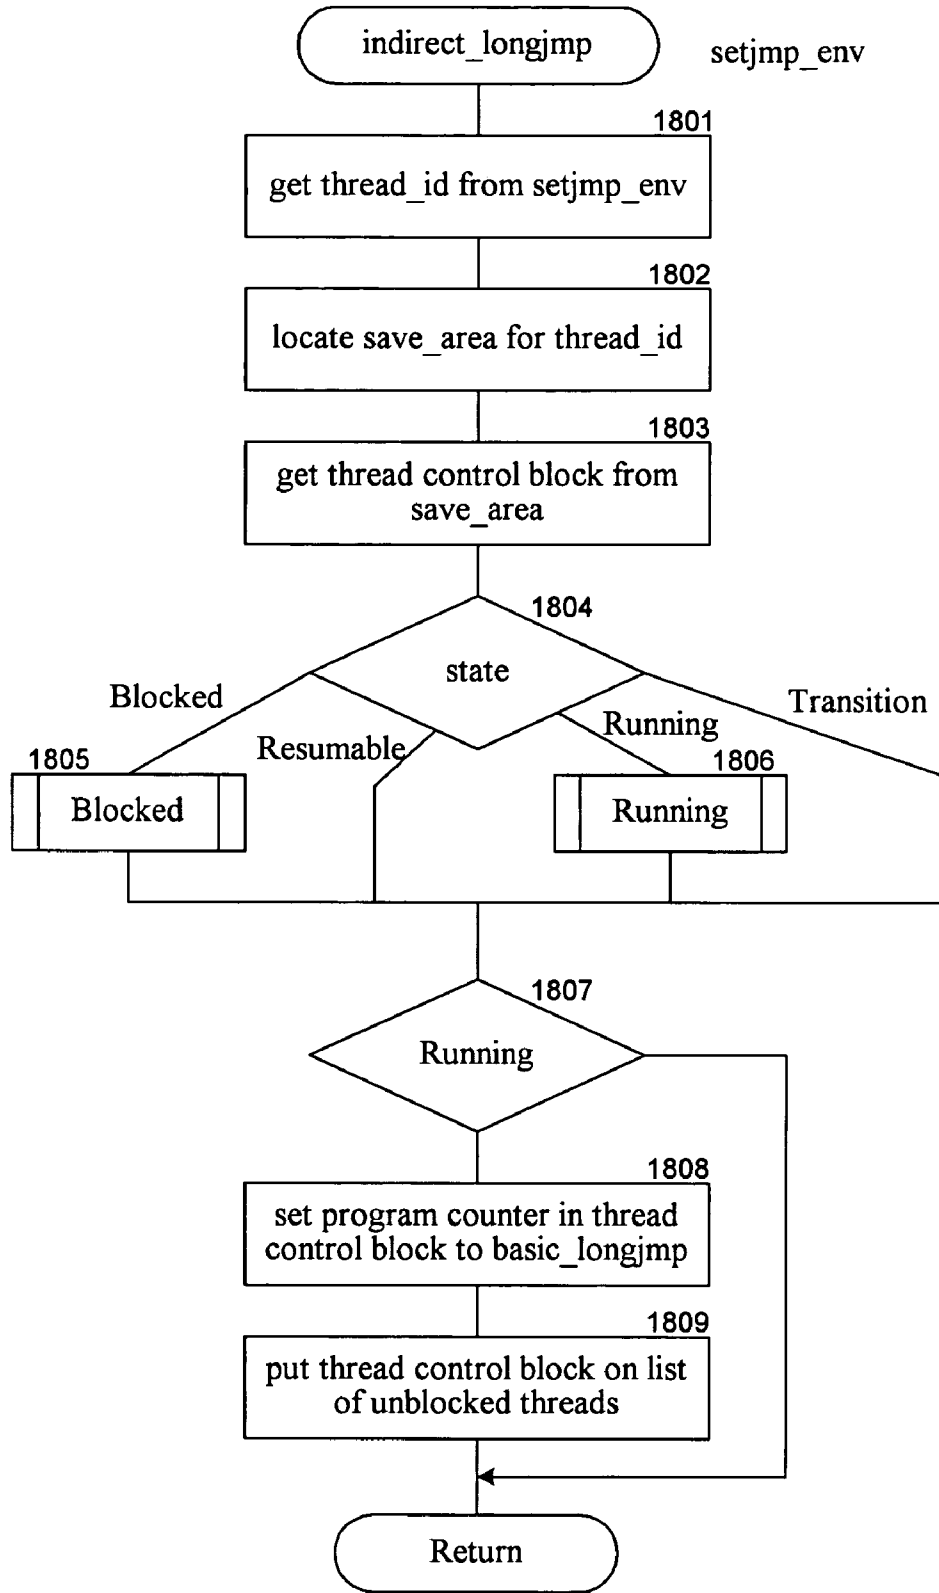 indirect_longjmp
setjmp_env
1801
get thread_id from setjmp_env
1802
locate save_area for thread_id
1803
get thread control block from
save_area
1804
state
Blocked
Resumable
Running
Transition
1805
Blocked
1806
Running
1807
Running
1808
set program counter in thread
control block to basic_longjmp
1809
put thread control block on list
of unblocked threads
Return